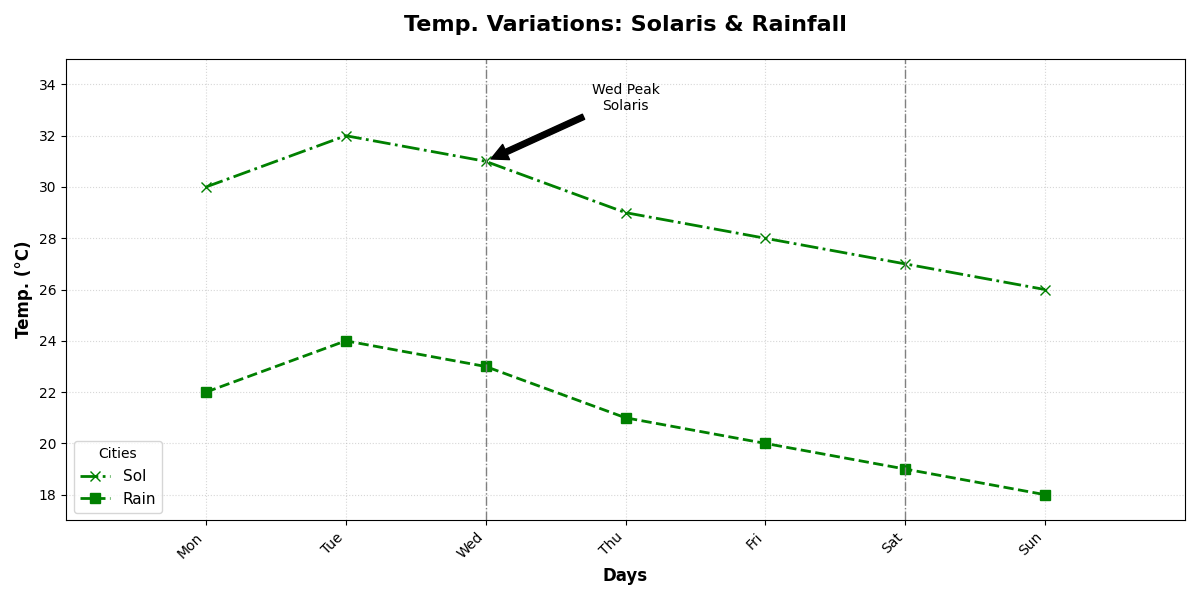 Temp. Variations: Solaris & Rainfall
34
32
30
28
26
24
22
20
18
Temp. (°C)
Wed Peak
Solaris
Cities
Sol
Rain
Mon
Tue
Wed
Thu
Fri
Sat
Sun
Days